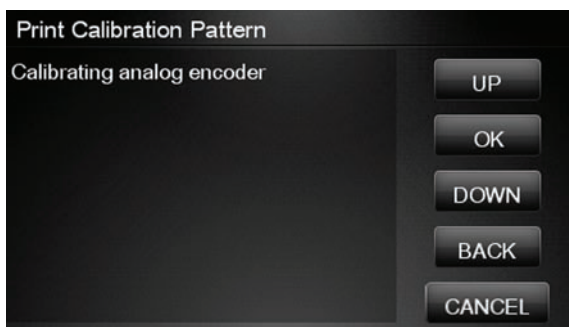 Print Calibration Pattern
Calibrating analog encoder
UP
OK
DOWN
BACK
CANCEL